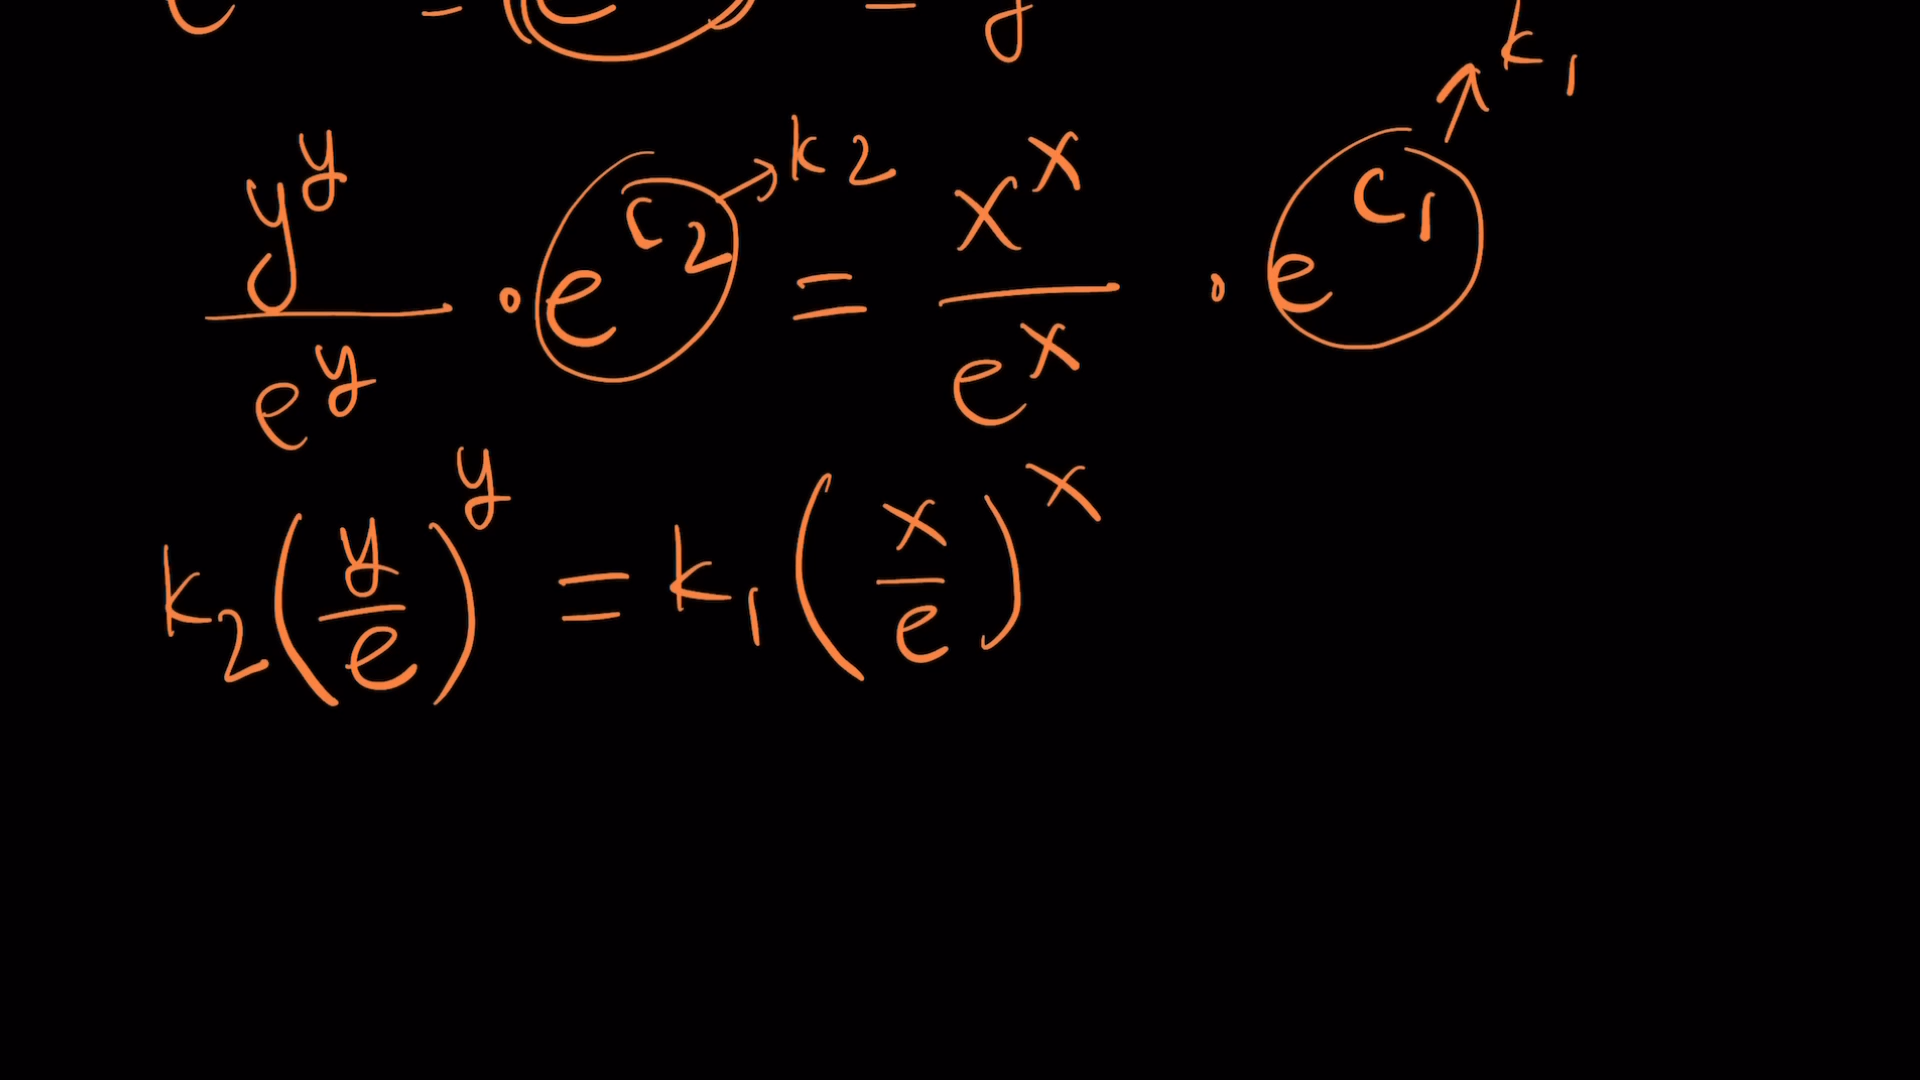 y^y / e^y · e^(c_2) → k_2 = x^x / e^x · e^(c_1) → k_1
k_2 (y/e)^y = k_1 (x/e)^x